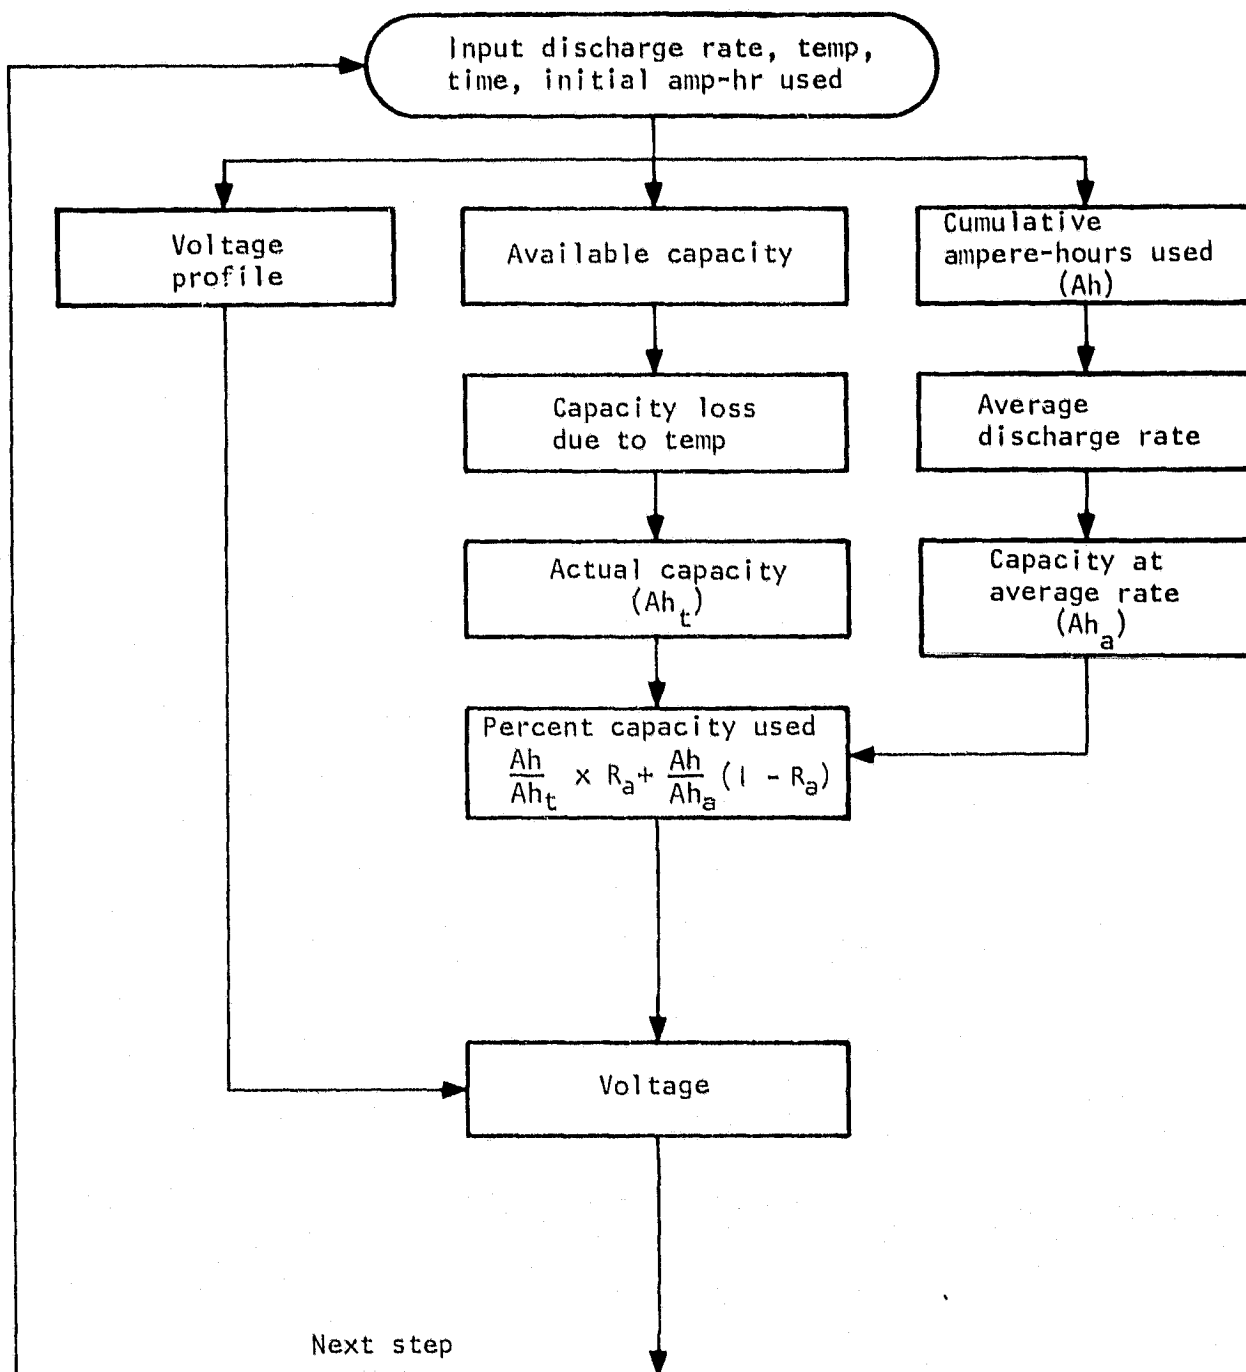 Input discharge rate, temp,
time, initial amp-hr used
Voltage
profile
Available capacity
Cumulative
ampere-hours used
(Ah)
Capacity loss
due to temp
Average
discharge rate
Actual capacity
(Ah_t)
Capacity at
average rate
(Ah_a)
Percent capacity used
Ah/Ah_t × R_a + Ah/Ah_a (1 - R_a)
Voltage
Next step